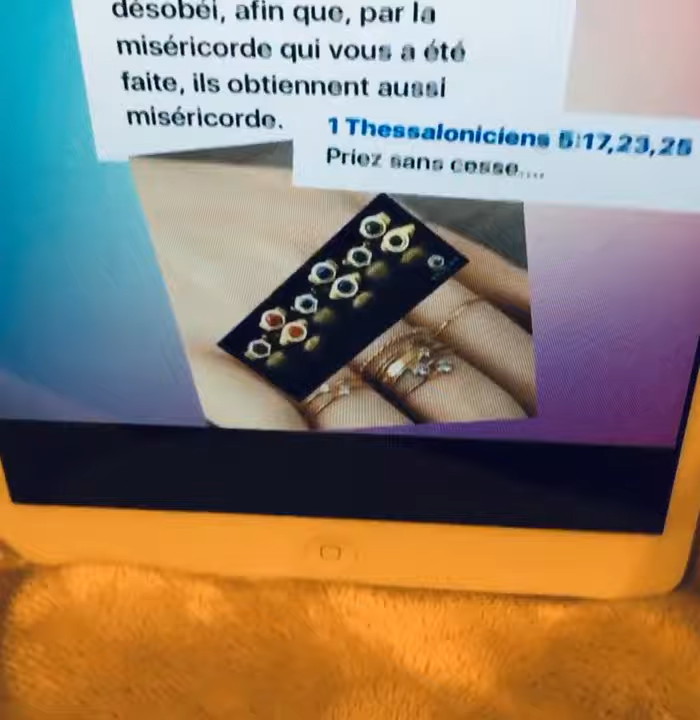 désobéi, afin que, par la
miséricorde qui vous a été
faite, ils obtiennent aussi
miséricorde.
1 Thessaloniciens 5:17,23,25
Priez sans cesse....